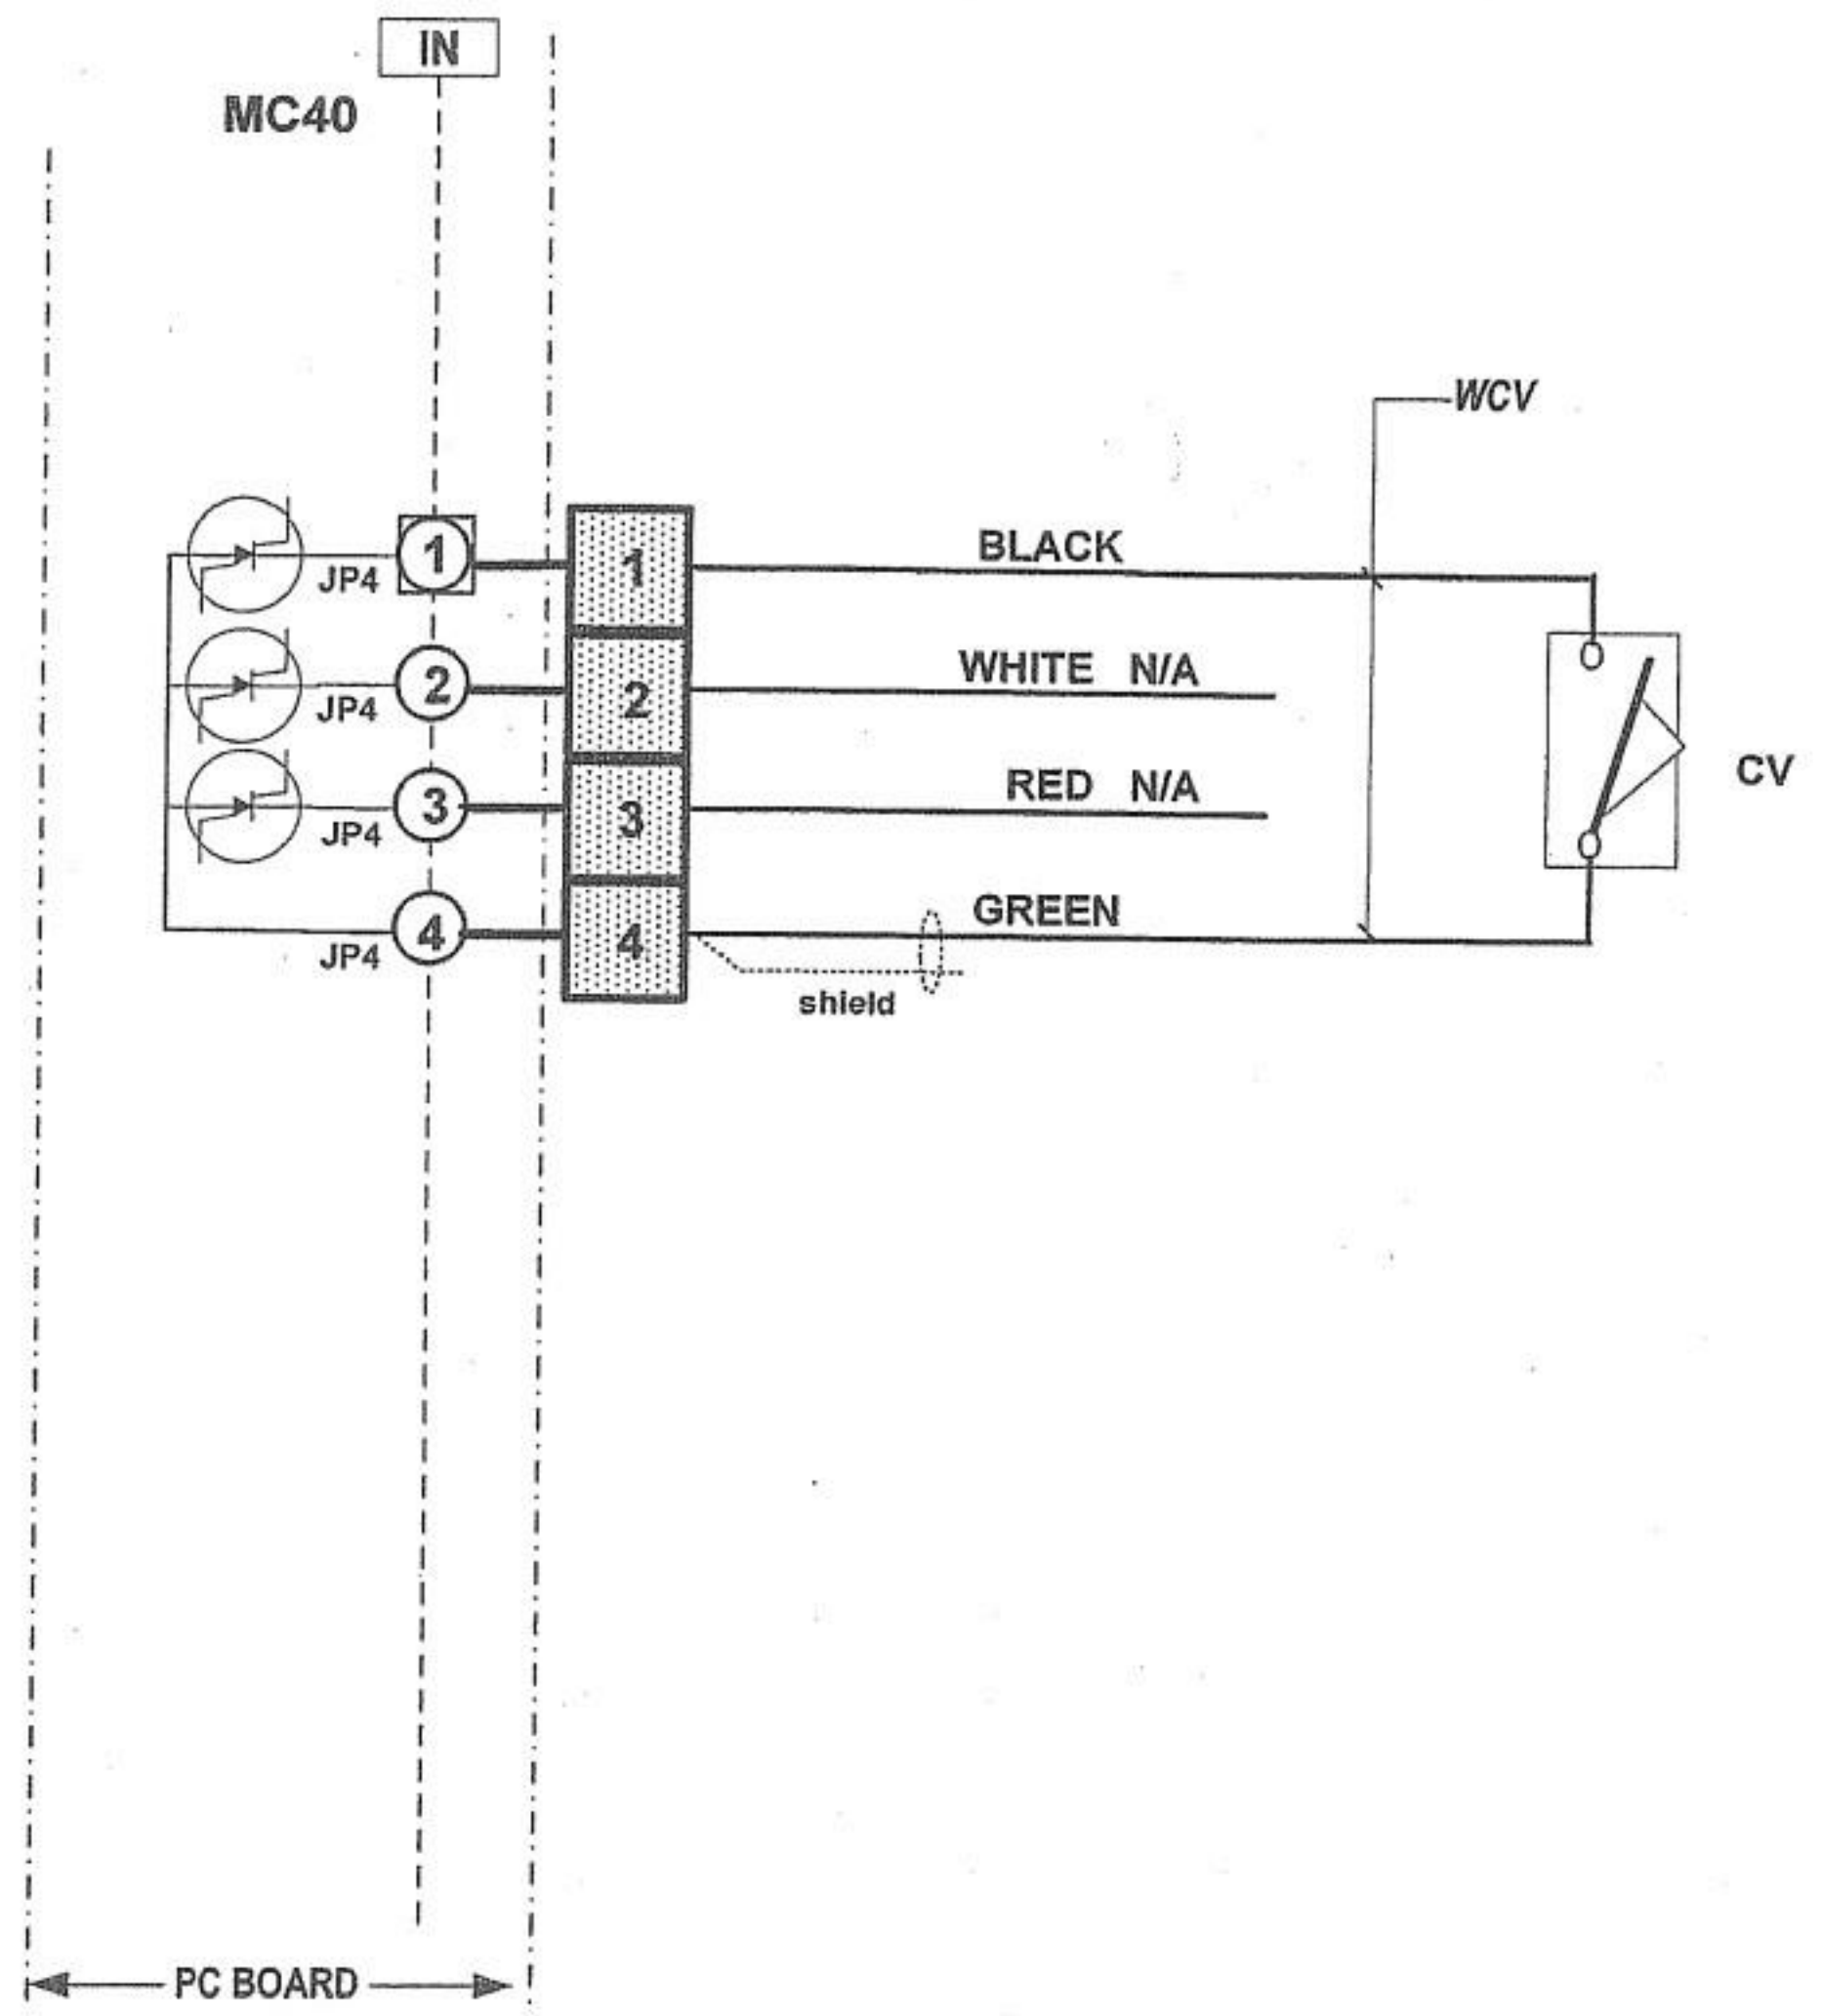 IN
MC40
WCV
JP4 1 1 BLACK
JP4 2 2 WHITE N/A
JP4 3 3 RED N/A
CV
JP4 4 4 GREEN
shield
PC BOARD